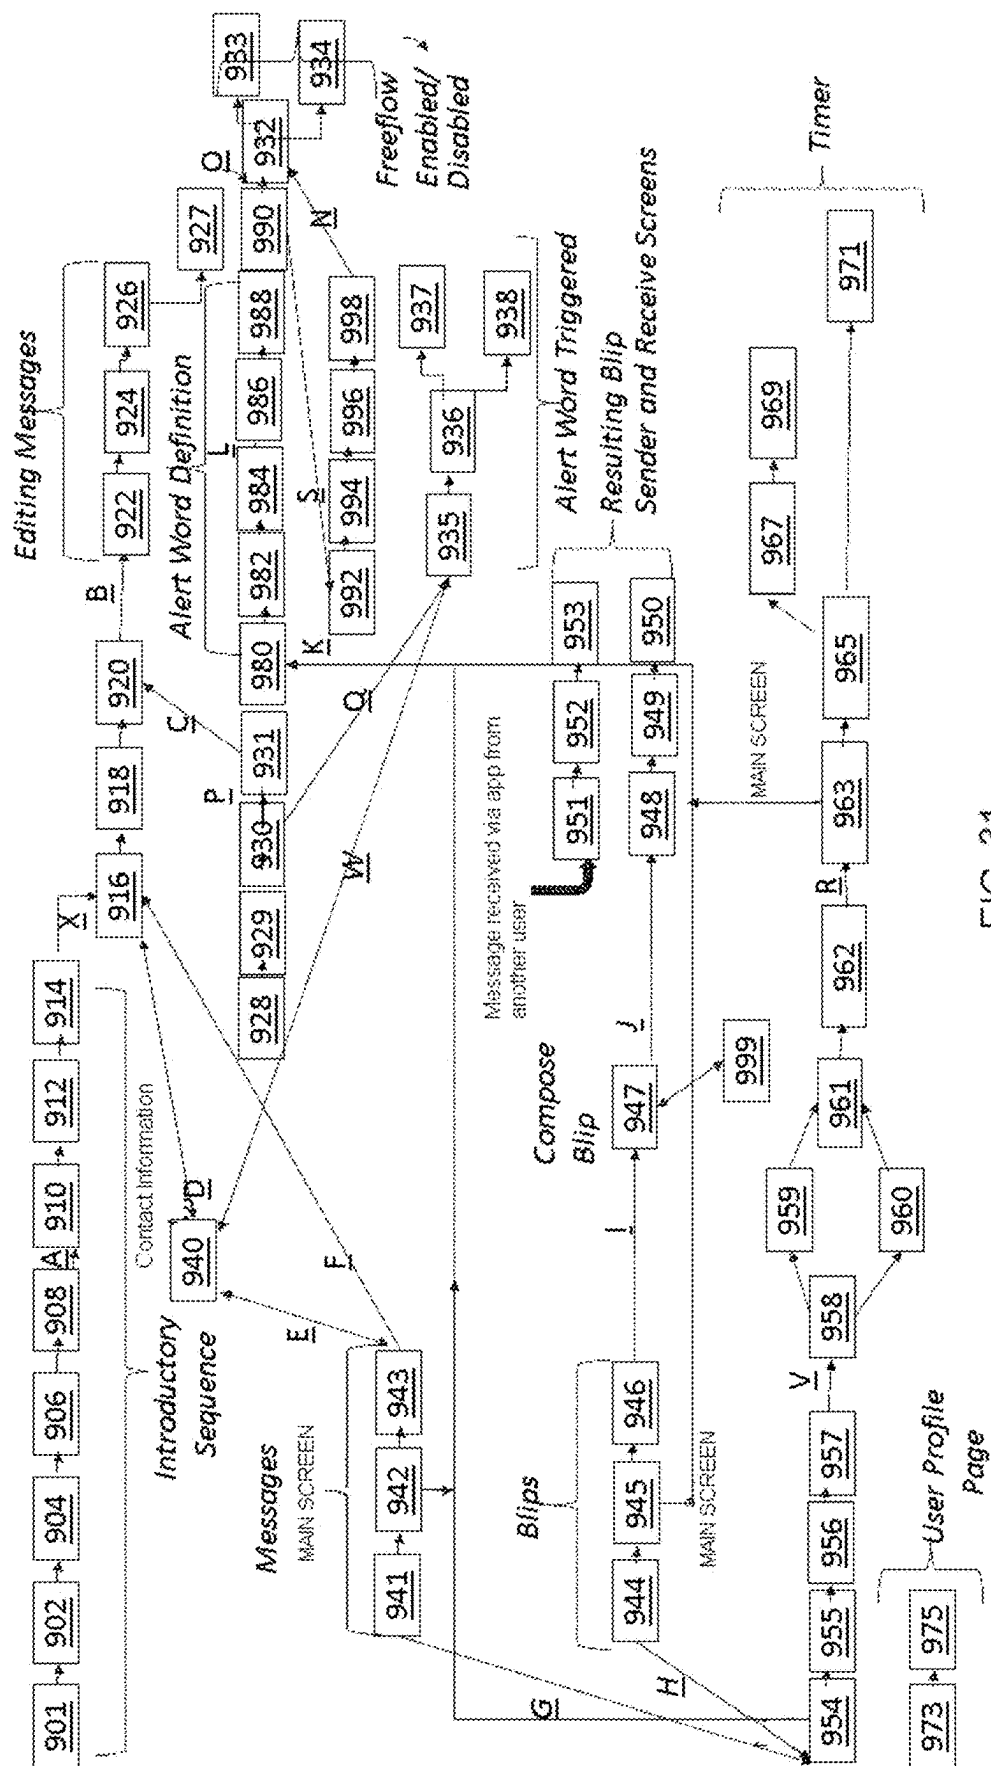 901 902 904 906 908 A 910 912 914
X
Introductory
Sequence
Contact Information
916 918 920 B 922 924 926
Editing Messages
927
940 D
E
F
C
928 929 930 P 931
980 982 984 L 986 988 990 O 932 933
934
Alert Word Definition
Freeflow
Enabled/
Disabled
K
992 994 996 998 N
S
Q
W
935 936 937
938
Alert Word Triggered
Messages
MAIN SCREEN
941 942 943
Resulting Blip
Sender and Receive Screens
Message received via app from
another user
951 952 953
Blips
944 945 946 I 947 J 948 949 950
Compose
Blip
999
MAIN SCREEN
G
H
954 955 956 957 V 958 959 960 961 962 R 963 965
967 969
971
MAIN SCREEN
Timer
973 975
User Profile
Page